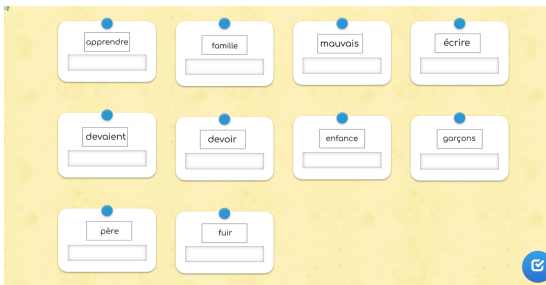 apprendre
famille
mauvais
écrire
devaient
devoir
enfance
garçons
père
fuir